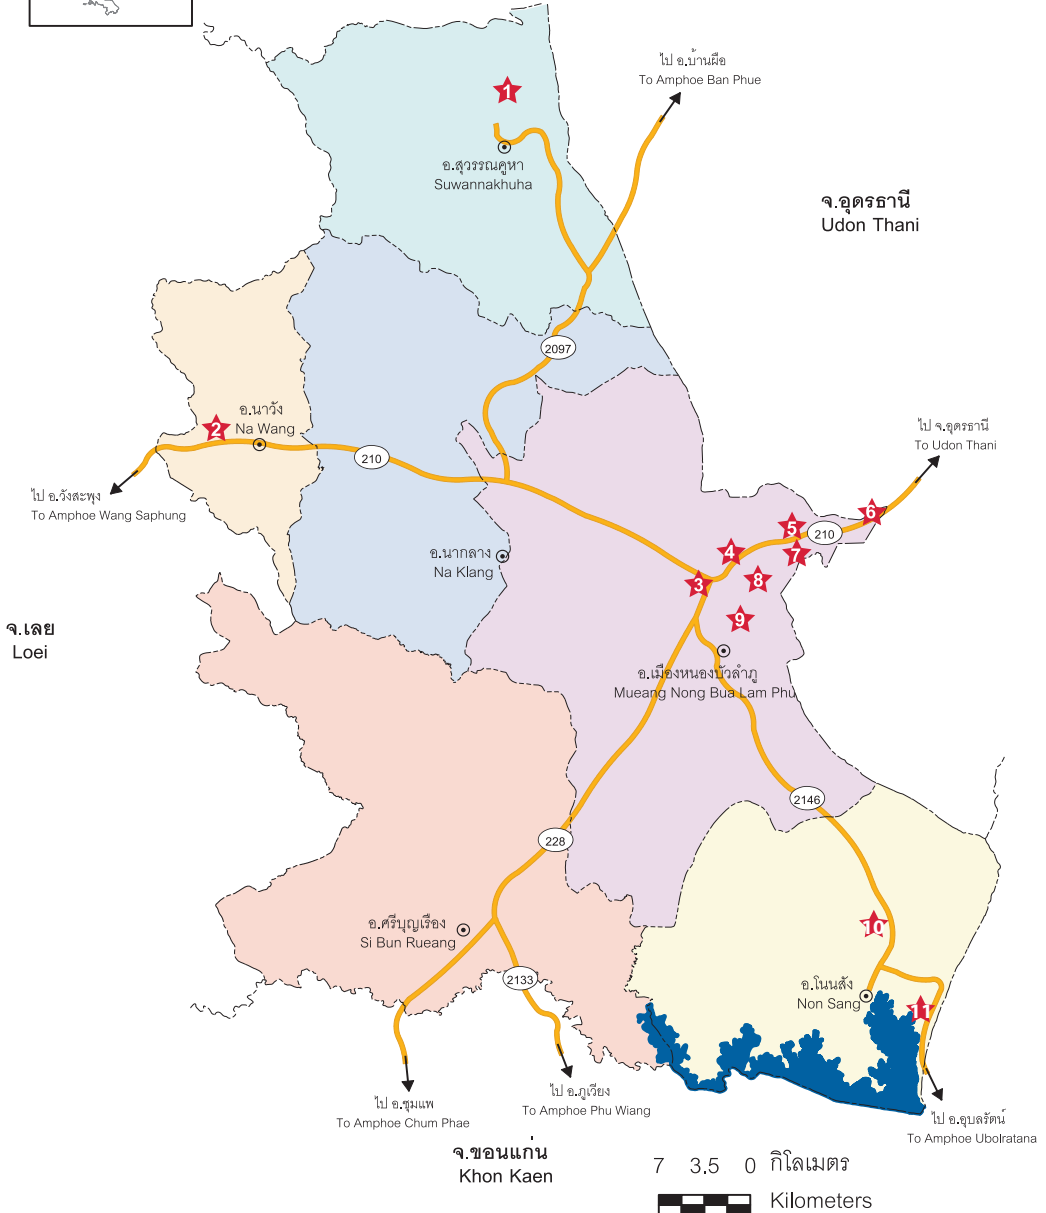 ไป อ.บ้านผือ
To Amphoe Ban Phue
1
อ.สุวรรณคูหา
Suwannakhuha
จ.อุดรธานี
Udon Thani
2097
อ.นาวัง
Na Wang
2
210
ไป จ.อุดรธานี
To Udon Thani
ไป อ.วังสะพุง
To Amphoe Wang Saphung
6
5
210
4
7
อ.นากลาง
Na Klang
3
8
9
จ.เลย
Loei
อ.เมืองหนองบัวลำภู
Mueang Nong Bua Lam Phu
2146
228
อ.ศรีบุญเรือง
Si Bun Rueang
10
2133
อ.โนนสัง
Non Sang
11
ไป อ.ชุมแพ
To Amphoe Chum Phae
ไป อ.ภูเวียง
To Amphoe Phu Wiang
ไป อ.อุบลรัตน์
To Amphoe Ubolratana
จ.ขอนแก่น
Khon Kaen
7 3.5 0 กิโลเมตร
Kilometers